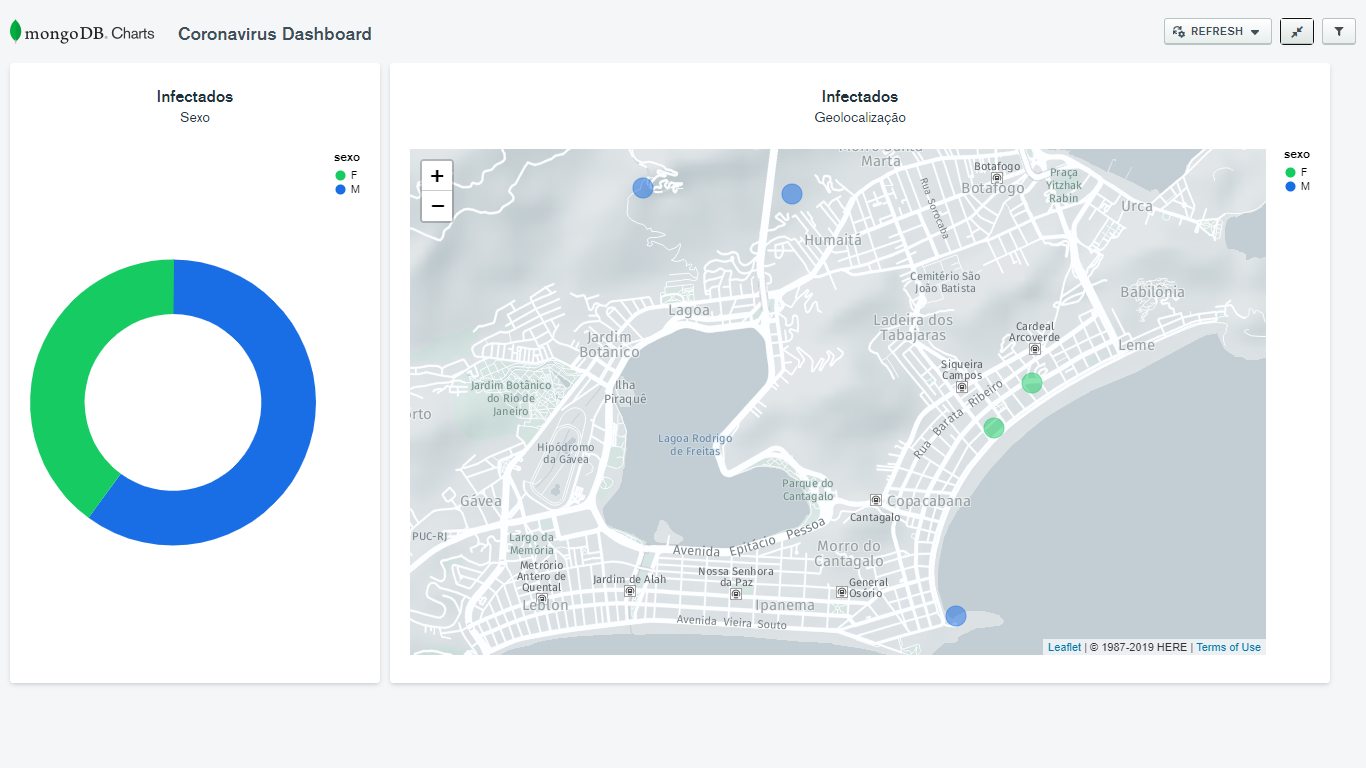 mongoDB. Charts
Coronavirus Dashboard
REFRESH
Infectados
Sexo
sexo
F
M
Infectados
Geolocalização
sexo
F
M
+
−
Morro Santa
Marta
Botafogo
Botafogo
Praça
Yitzhak
Rabin
Urca
Rua Sorocaba
Humaitá
Cemitério São
João Batista
Babilônia
Lagoa
Ladeira dos
Tabajaras
Cardeal
Arcoverde
Leme
Jardim
Botânico
Siqueira
Campos
Jardim Botânico
do Rio de
Janeiro
Ilha
Piraquê
Rua Barata Ribeiro
orto
Lagoa Rodrigo
de Freitas
Hipódromo
da Gávea
Parque do
Cantagalo
Gávea
Copacabana
Cantagalo
PUC-RJ
Largo da
Memória
Avenida Epitácio Pessoa
Morro do
Cantagalo
Metrório
Antero de
Quental
Jardim de Alah
Nossa Senhora
da Paz
General
Osório
Leblon
Ipanema
Avenida Vieira Souto
Leaflet | © 1987-2019 HERE | Terms of Use